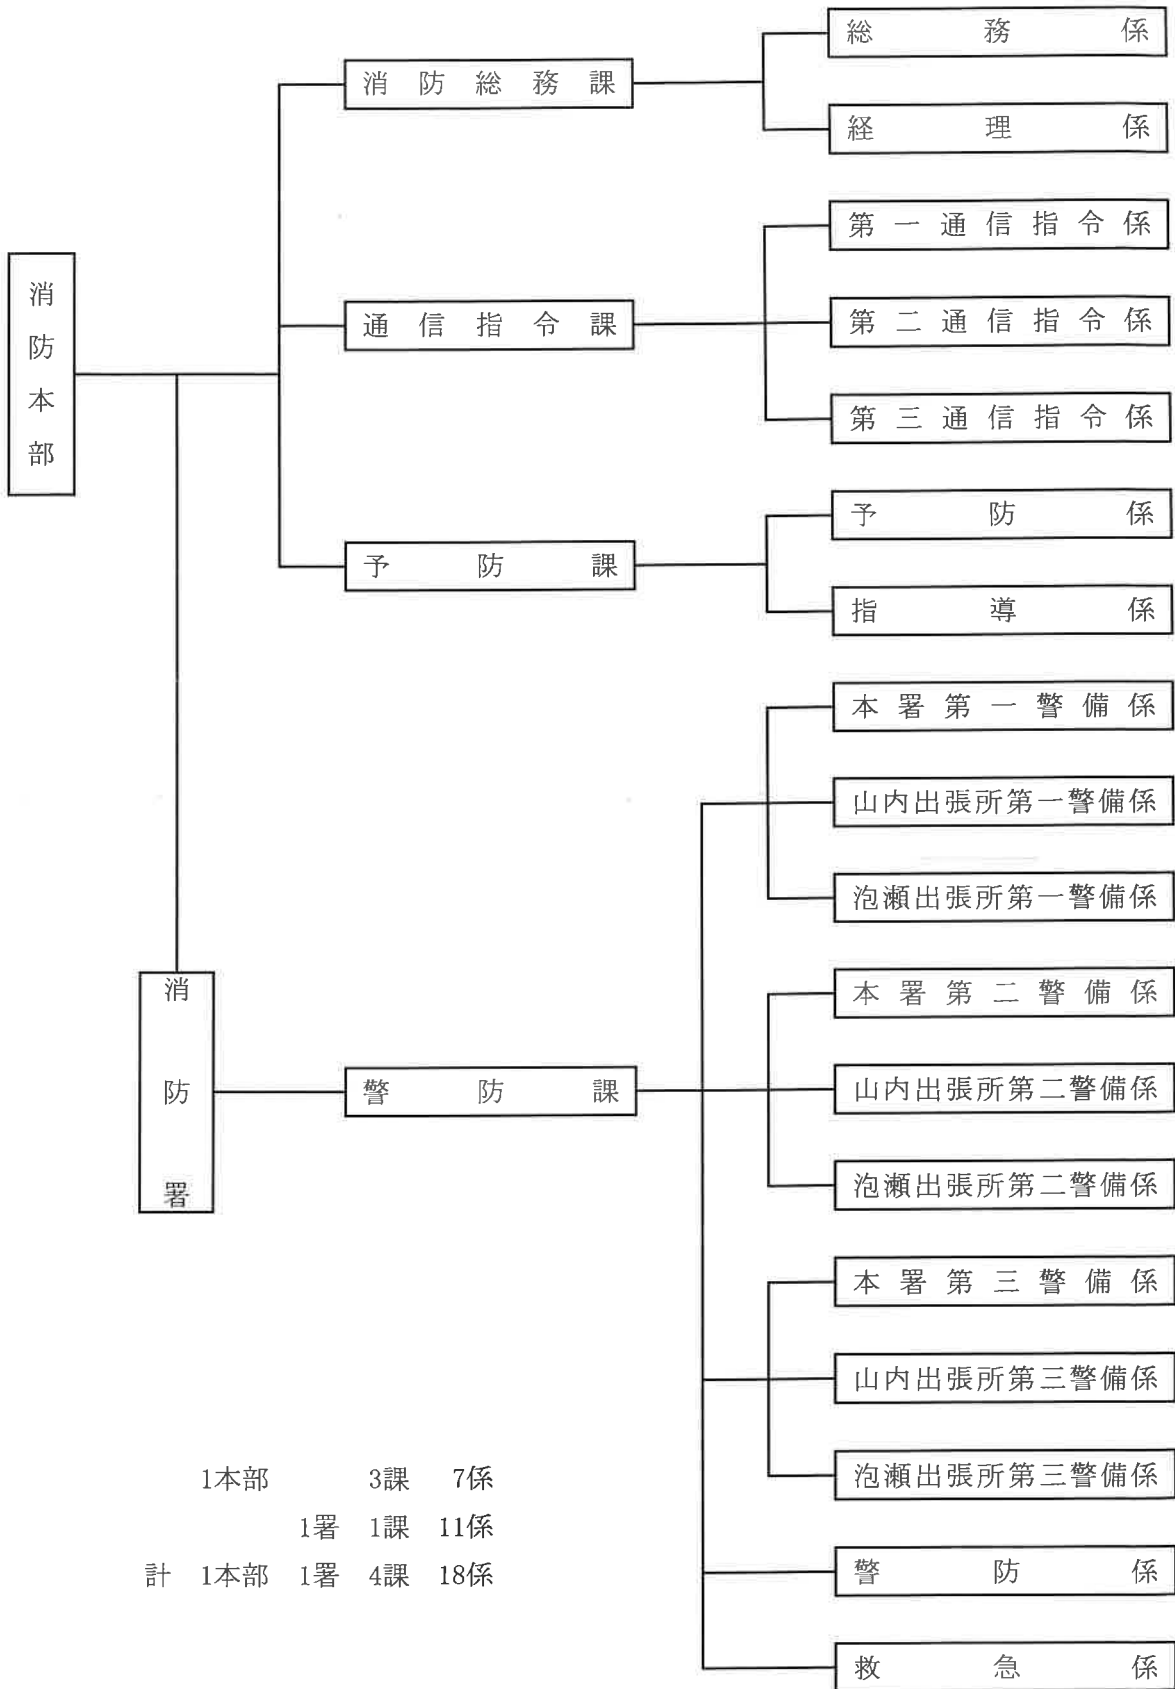 消防本部
消防総務課
総務係
経理係
通信指令課
第一通信指令係
第二通信指令係
第三通信指令係
予防課
予防係
指導係
消防署
警防課
本署第一警備係
山内出張所第一警備係
泡瀬出張所第一警備係
本署第二警備係
山内出張所第二警備係
泡瀬出張所第二警備係
本署第三警備係
山内出張所第三警備係
泡瀬出張所第三警備係
警防係
救急係
1本部 3課 7係
1署 1課 11係
計 1本部 1署 4課 18係